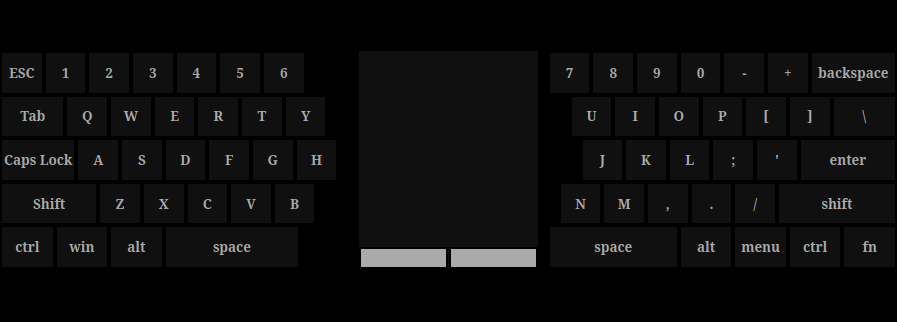 ESC 1 2 3 4 5 6 7 8 9 0 - + backspace
Tab Q W E R T Y U I O P [ ] \
Caps Lock A S D F G H J K L ; ' enter
Shift Z X C V B N M , . / shift
ctrl win alt space space alt menu ctrl fn